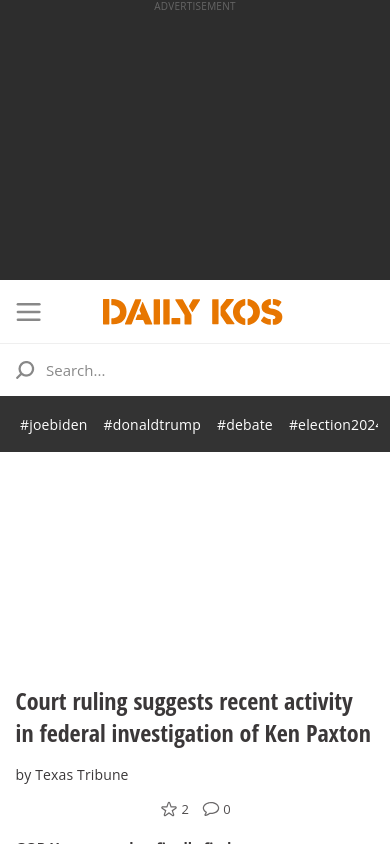 ADVERTISEMENT
DAILY KOS
Search...
#joebiden #donaldtrump #debate #election2024
Court ruling suggests recent activity
in federal investigation of Ken Paxton
by Texas Tribune
2 0